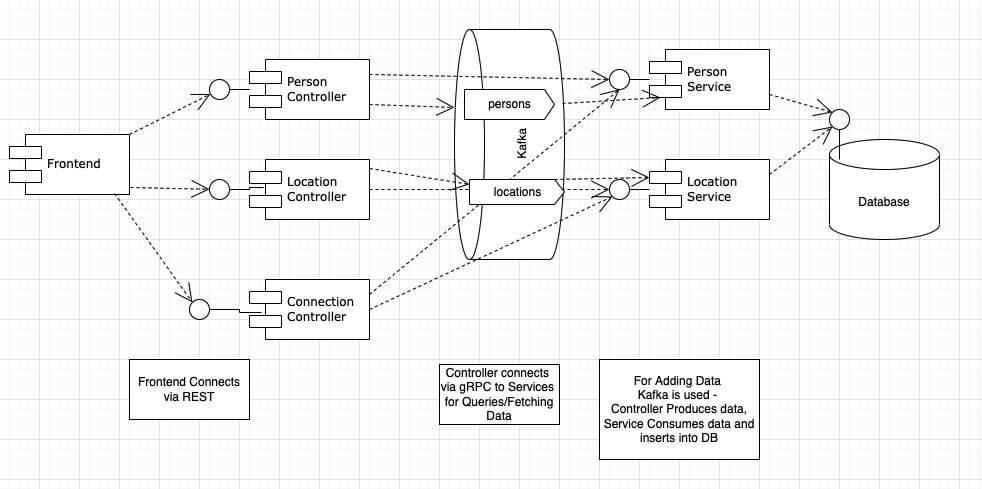 Person
Controller
persons
Kafka
Person
Service
Frontend
Location
Controller
locations
Location
Service
Database
Connection
Controller
Frontend Connects
via REST
Controller connects
via gRPC to Services
for Queries/Fetching
Data
For Adding Data
Kafka is used -
Controller Produces data,
Service Consumes data and
inserts into DB